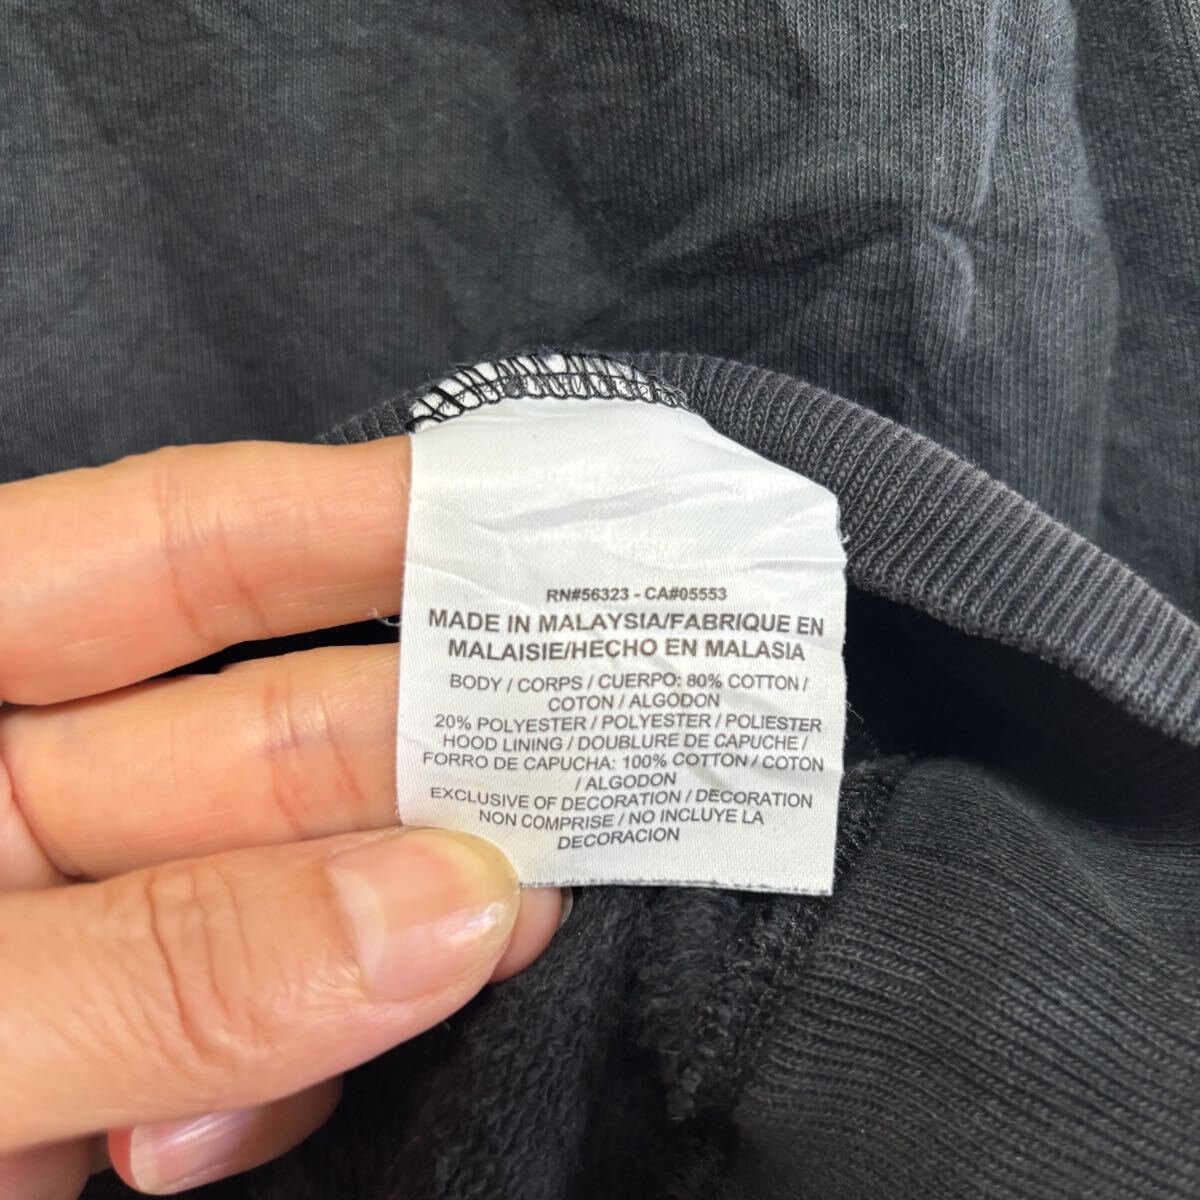 RN#56323 - CA#05553
MADE IN MALAYSIA/FABRIQUE EN
MALAISIE/HECHO EN MALASIA
BODY / CORPS / CUERPO: 80% COTTON /
COTON / ALGODON
20% POLYESTER / POLYESTER / POLIESTER
HOOD LINING / DOUBLURE DE CAPUCHE /
FORRO DE CAPUCHA: 100% COTTON / COTON
/ ALGODON
EXCLUSIVE OF DECORATION / DECORATION
NON COMPRISE / NO INCLUYE LA
DECORACION